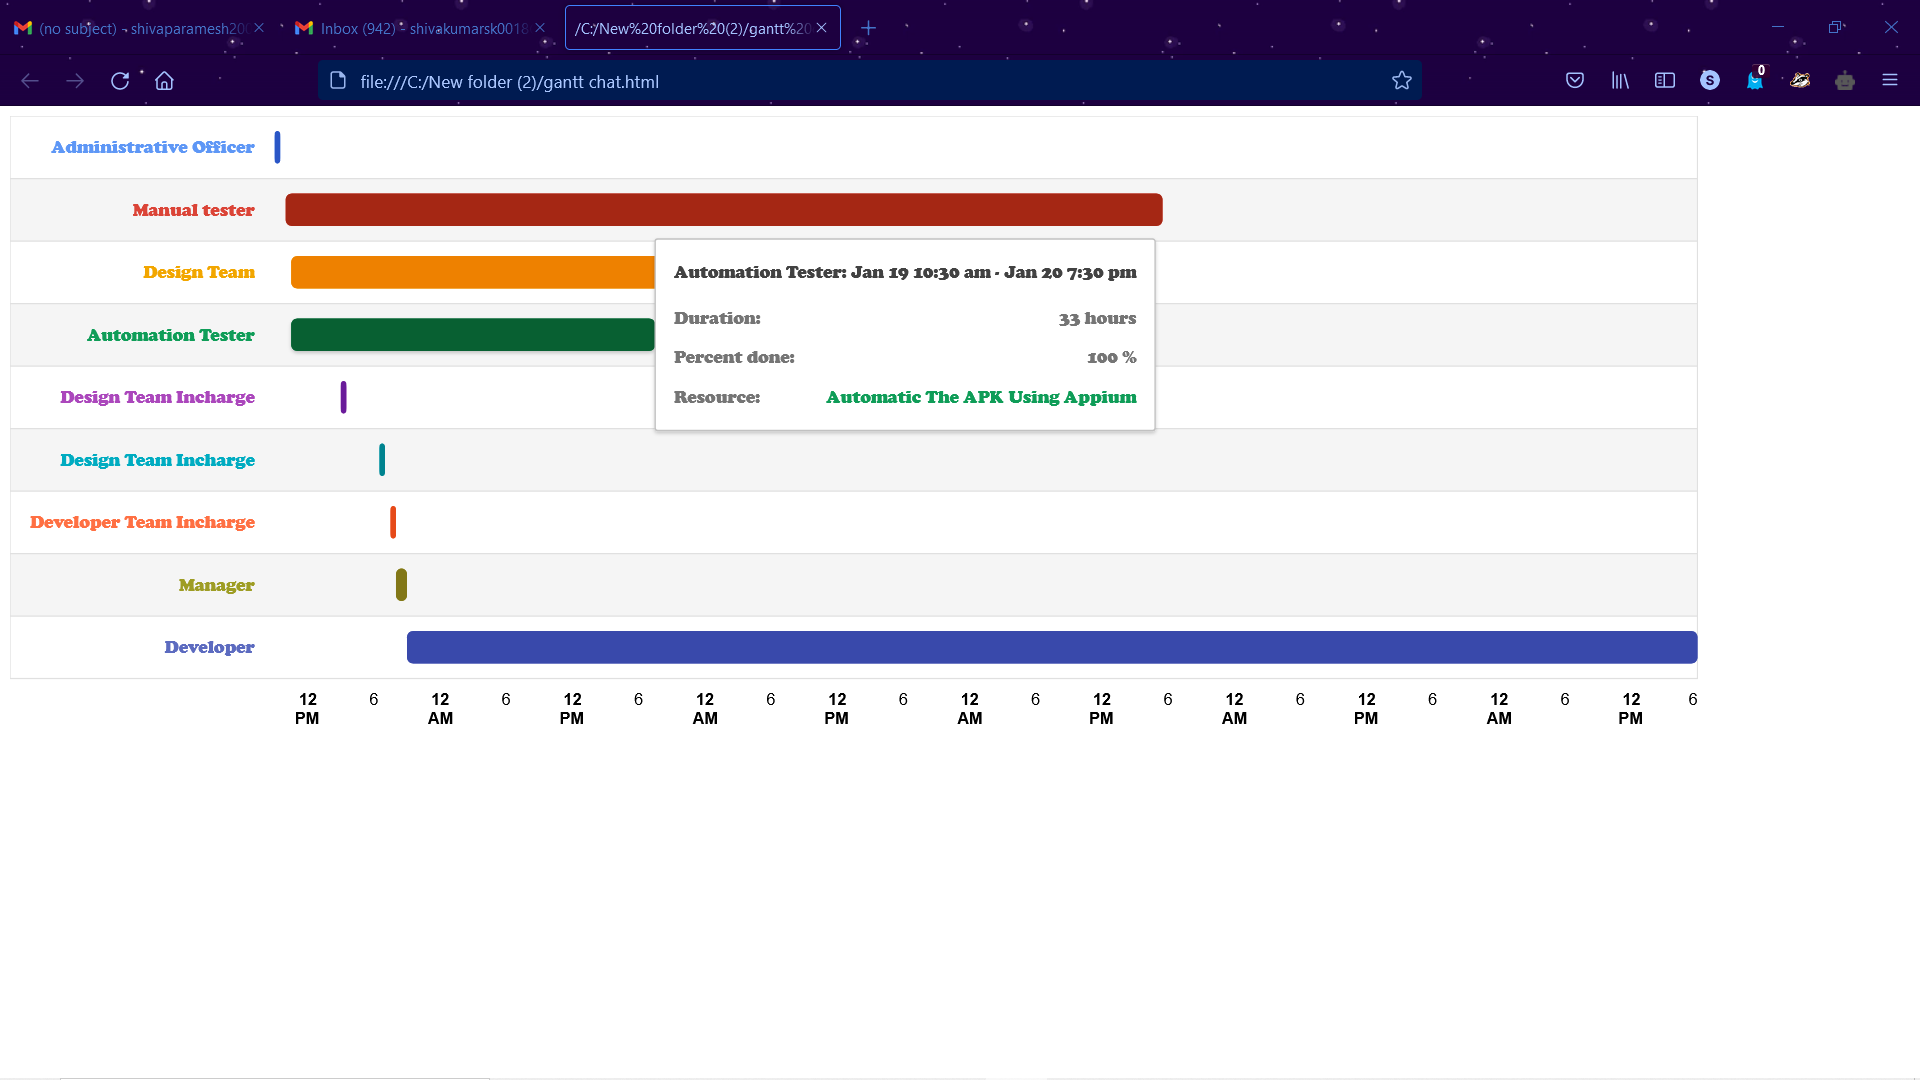 (no subject) - shivaparamesh200
Inbox (942) - shivakumarsk0018
/C:/New%20folder%20(2)/gantt%20
file:///C:/New folder (2)/gantt chat.html
S
0
Administrative Officer
Manual tester
Design Team
Automation Tester: Jan 19 10:30 am - Jan 20 7:30 pm
Duration: 33 hours
Automation Tester
Percent done: 100 %
Design Team Incharge
Resource: Automatic The APK Using Appium
Design Team Incharge
Developer Team Incharge
Manager
Developer
12 PM 6 12 AM 6 12 PM 6 12 AM 6 12 PM 6 12 AM 6 12 PM 6 12 AM 6 12 PM 6 12 AM 6 12 PM 6